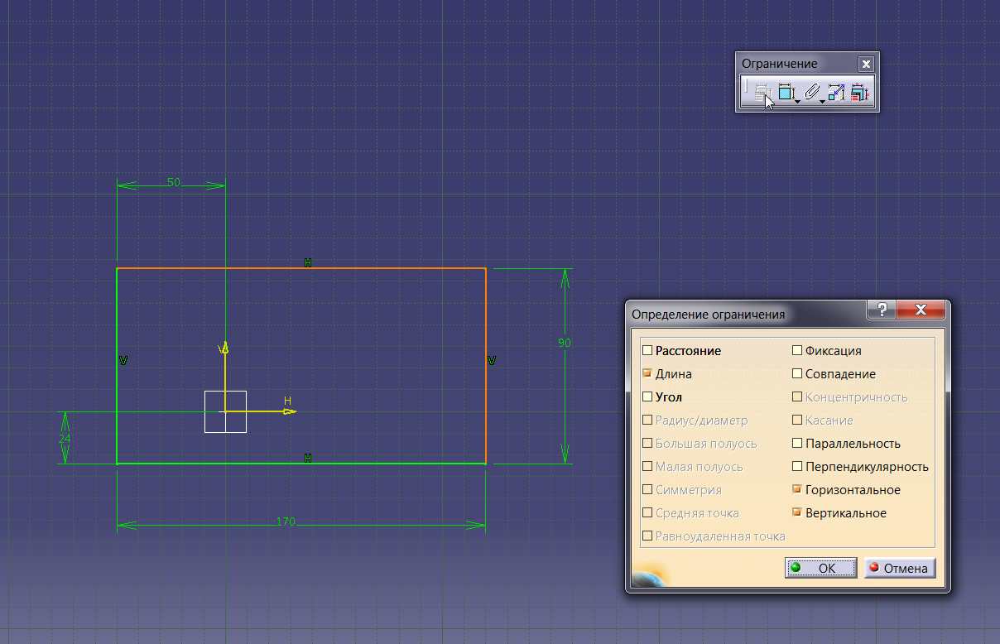 Ограничение
50
H
V
V
90
V
H
24
H
170
Определение ограничения
?
Расстояние
Фиксация
Длина
Совпадение
Угол
Концентричность
Радиус/диаметр
Касание
Большая полуось
Параллельность
Малая полуось
Перпендикулярность
Симметрия
Горизонтальное
Средняя точка
Вертикальное
Равноудаленная точка
OK
Отмена